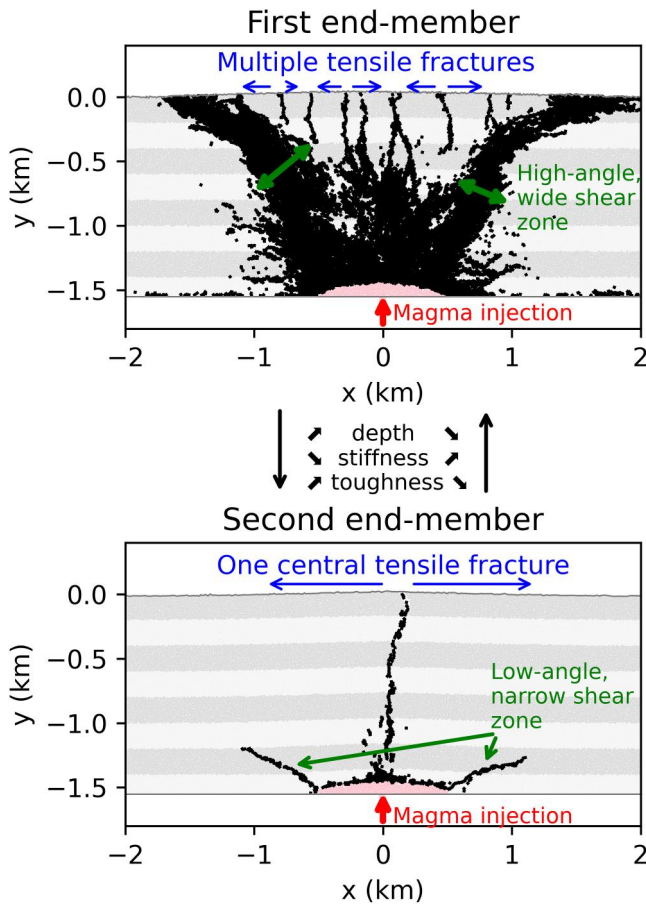 First end-member
Multiple tensile fractures
0.0
−0.5
−1.0
−1.5
y (km)
High-angle,
wide shear
zone
Magma injection
−2 −1 0 1 2
x (km)
depth
stiffness
toughness
Second end-member
One central tensile fracture
0.0
−0.5
−1.0
−1.5
y (km)
Low-angle,
narrow shear
zone
Magma injection
−2 −1 0 1 2
x (km)